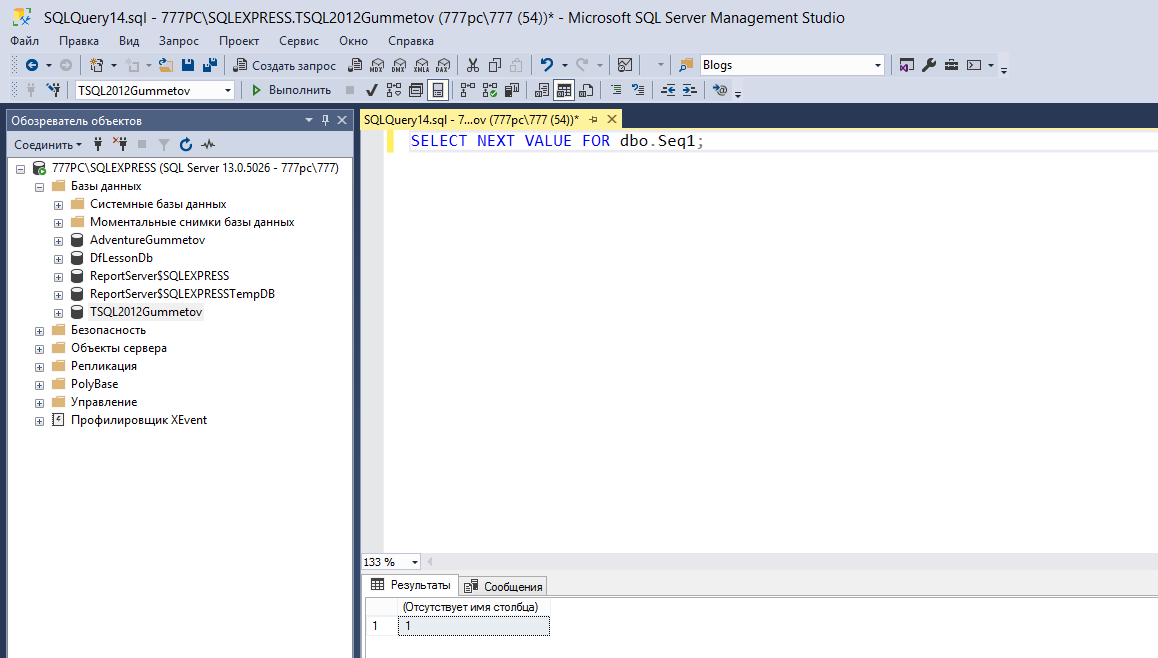 SQLQuery14.sql - 777PC\SQLEXPRESS.TSQL2012Gummetov (777pc\777 (54))* - Microsoft SQL Server Management Studio
Файл Правка Вид Запрос Проект Сервис Окно Справка
Создать запрос MDX DMX XMLA DAX Blogs
TSQL2012Gummetov Выполнить
Обозреватель объектов
Соединить
777PC\SQLEXPRESS (SQL Server 13.0.5026 - 777pc\777)
Базы данных
Системные базы данных
Моментальные снимки базы данных
AdventureGummetov
DfLessonDb
ReportServer$SQLEXPRESS
ReportServer$SQLEXPRESSTempDB
TSQL2012Gummetov
Безопасность
Объекты сервера
Репликация
PolyBase
Управление
Профилировщик XEvent
SQLQuery14.sql - 7...ov (777pc\777 (54))*
SELECT NEXT VALUE FOR dbo.Seq1;
133 %
Результаты Сообщения
(Отсутствует имя столбца)
1 1